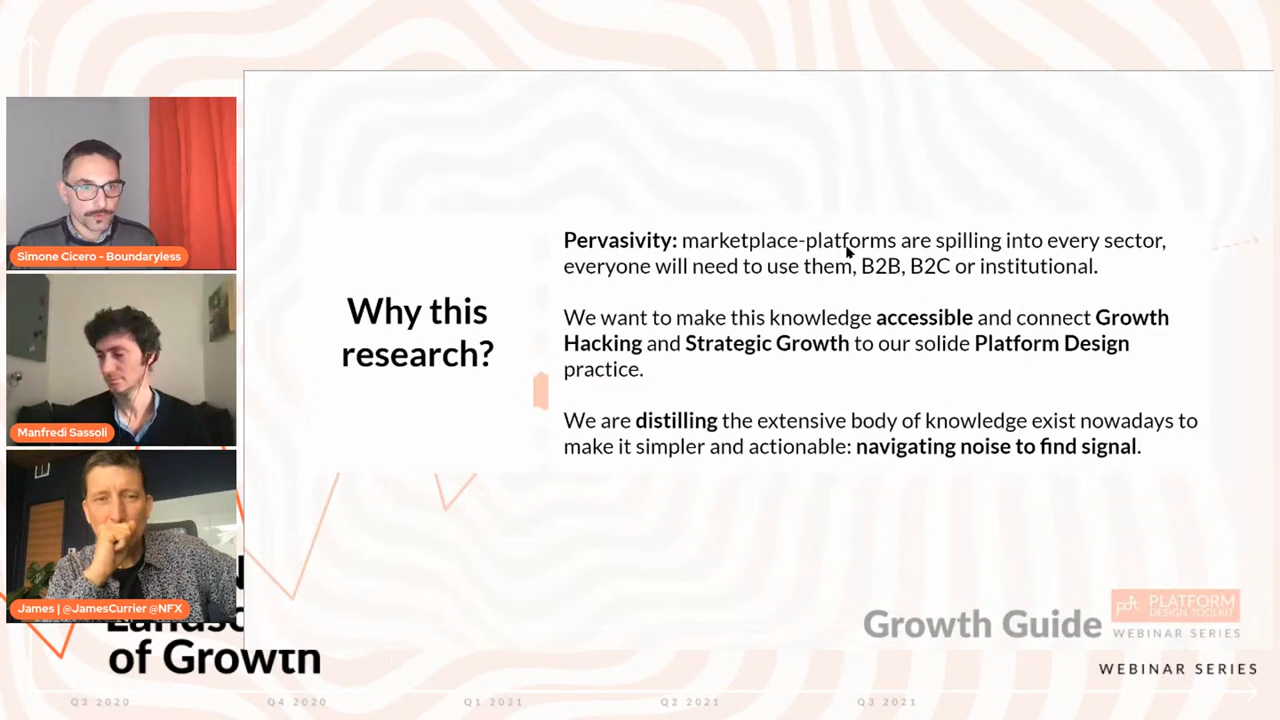 Simone Cicero - Boundaryless
Manfredi Sassoli
James | @JamesCurrier @NFX
Why this
research?
Pervasivity: marketplace-platforms are spilling into every sector,
everyone will need to use them, B2B, B2C or institutional.
We want to make this knowledge accessible and connect Growth
Hacking and Strategic Growth to our solide Platform Design
practice.
We are distilling the extensive body of knowledge exist nowadays to
make it simpler and actionable: navigating noise to find signal.
of Growth
Growth Guide
pdt PLATFORM
DESIGN TOOLKIT
WEBINAR SERIES
WEBINAR SERIES
Q3 2020
Q4 2020
Q1 2021
Q2 2021
Q3 2021